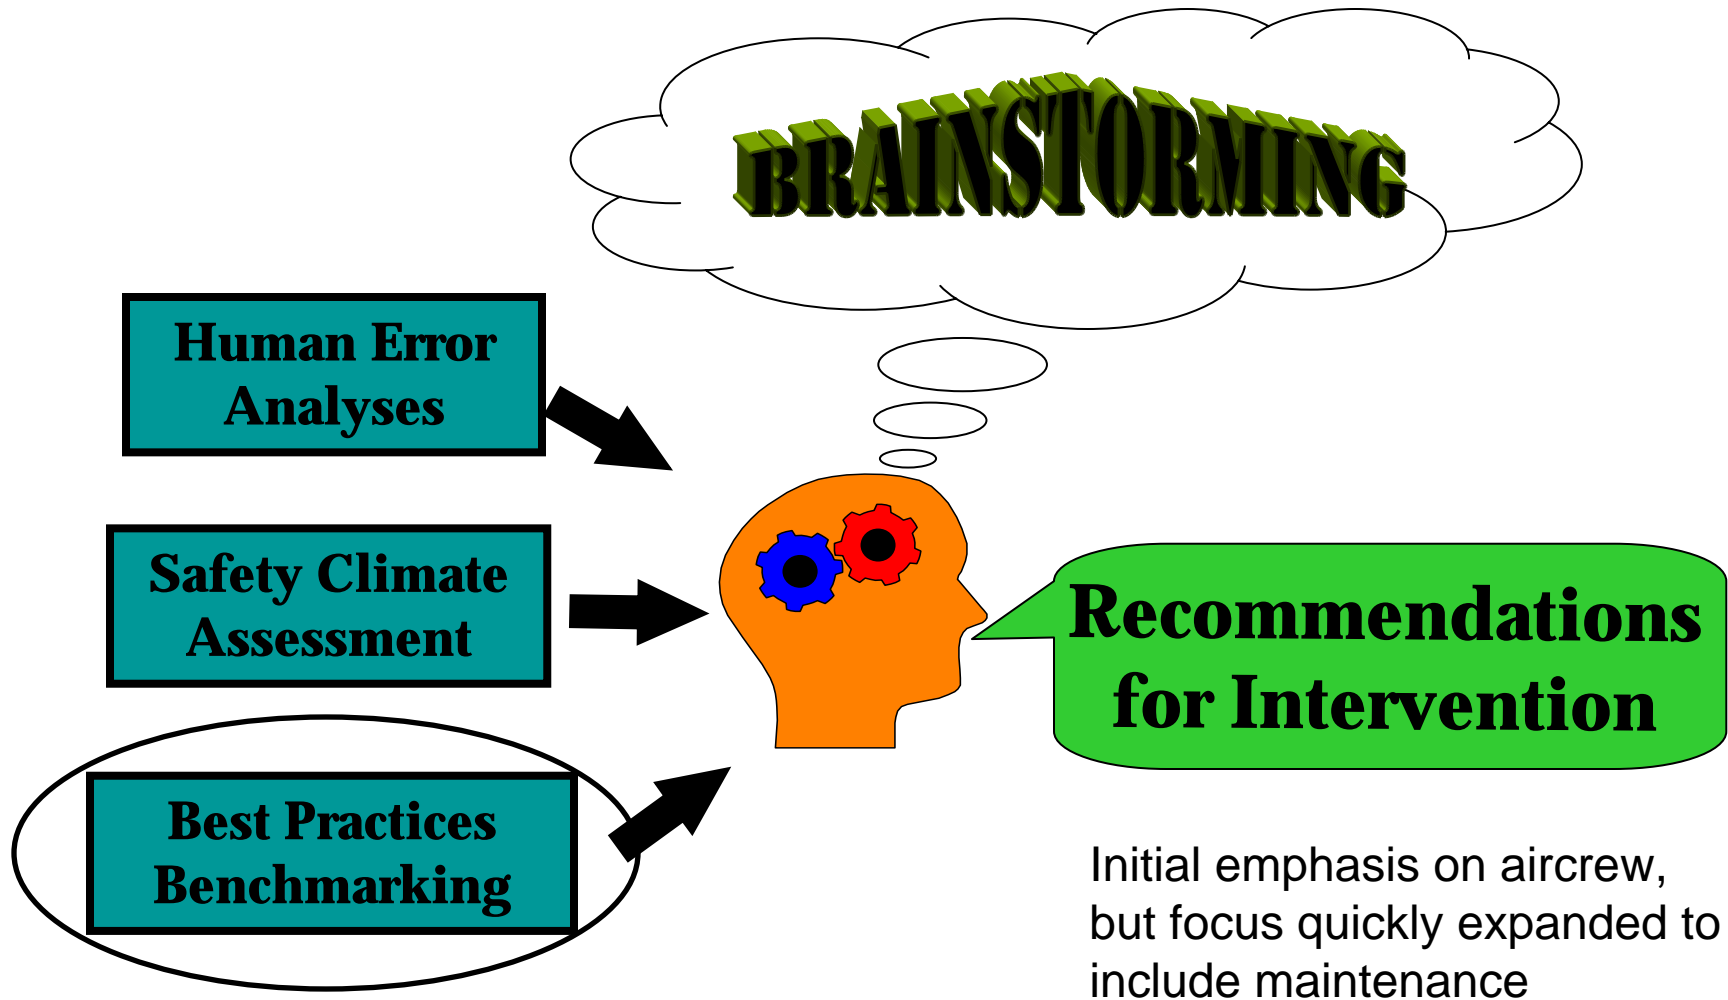 BRAINSTORMING
Human Error
Analyses
Safety Climate
Assessment
Best Practices
Benchmarking
Recommendations
for Intervention
Initial emphasis on aircrew,
but focus quickly expanded to
include maintenance